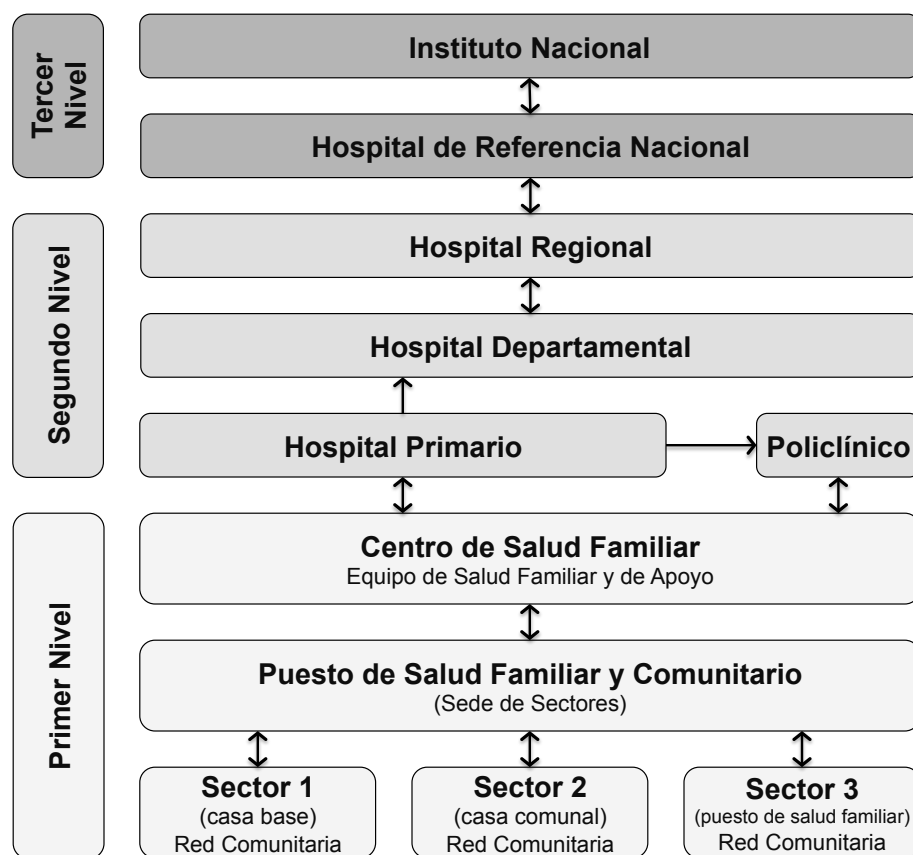 Tercer
Nivel
Instituto Nacional
Hospital de Referencia Nacional
Segundo Nivel
Hospital Regional
Hospital Departamental
Hospital Primario
Policlínico
Primer Nivel
Centro de Salud Familiar
Equipo de Salud Familiar y de Apoyo
Puesto de Salud Familiar y Comunitario
(Sede de Sectores)
Sector 1
(casa base)
Red Comunitaria
Sector 2
(casa comunal)
Red Comunitaria
Sector 3
(puesto de salud familiar)
Red Comunitaria